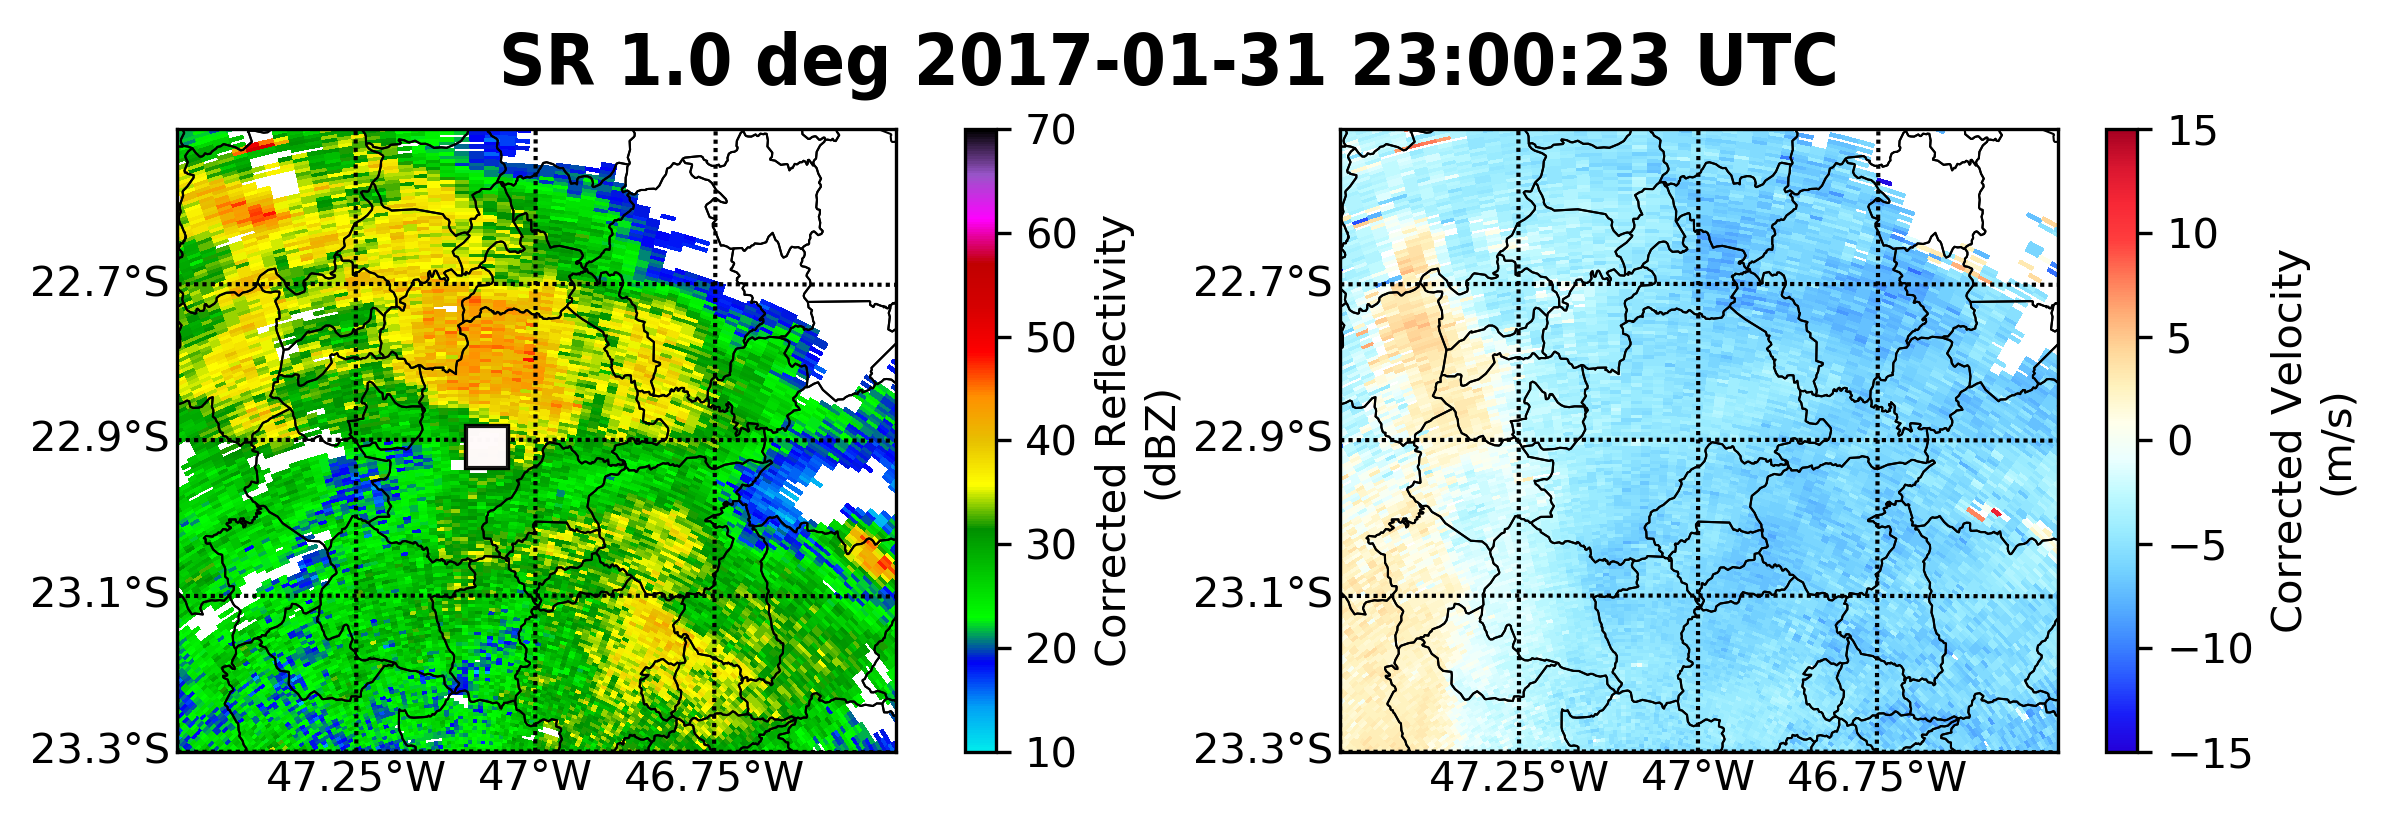 SR 1.0 deg 2017-01-31 23:00:23 UTC
22.7°S
22.9°S
23.1°S
23.3°S
47.25°W 47°W 46.75°W
70
60
50
40
30
20
10
Corrected Reflectivity
(dBZ)
22.7°S
22.9°S
23.1°S
23.3°S
47.25°W 47°W 46.75°W
15
10
5
0
−5
−10
−15
Corrected Velocity
(m/s)